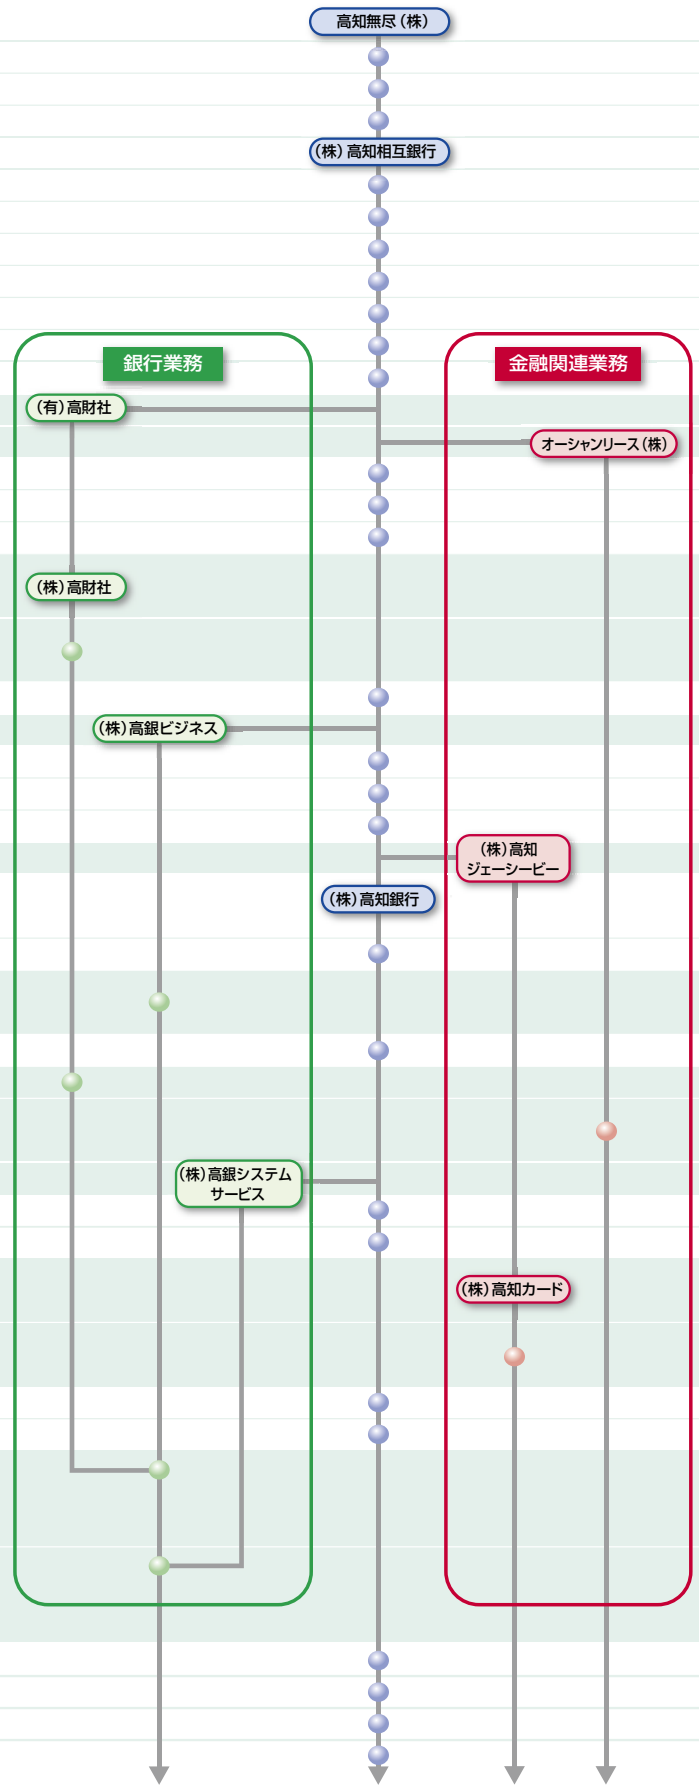 高知無尽（株）
（株）高知相互銀行
銀行業務
金融関連業務
（有）高財社
オーシャンリース（株）
（株）高財社
（株）高銀ビジネス
（株）高知
ジェーシービー
（株）高知銀行
（株）高銀システム
サービス
（株）高知カード